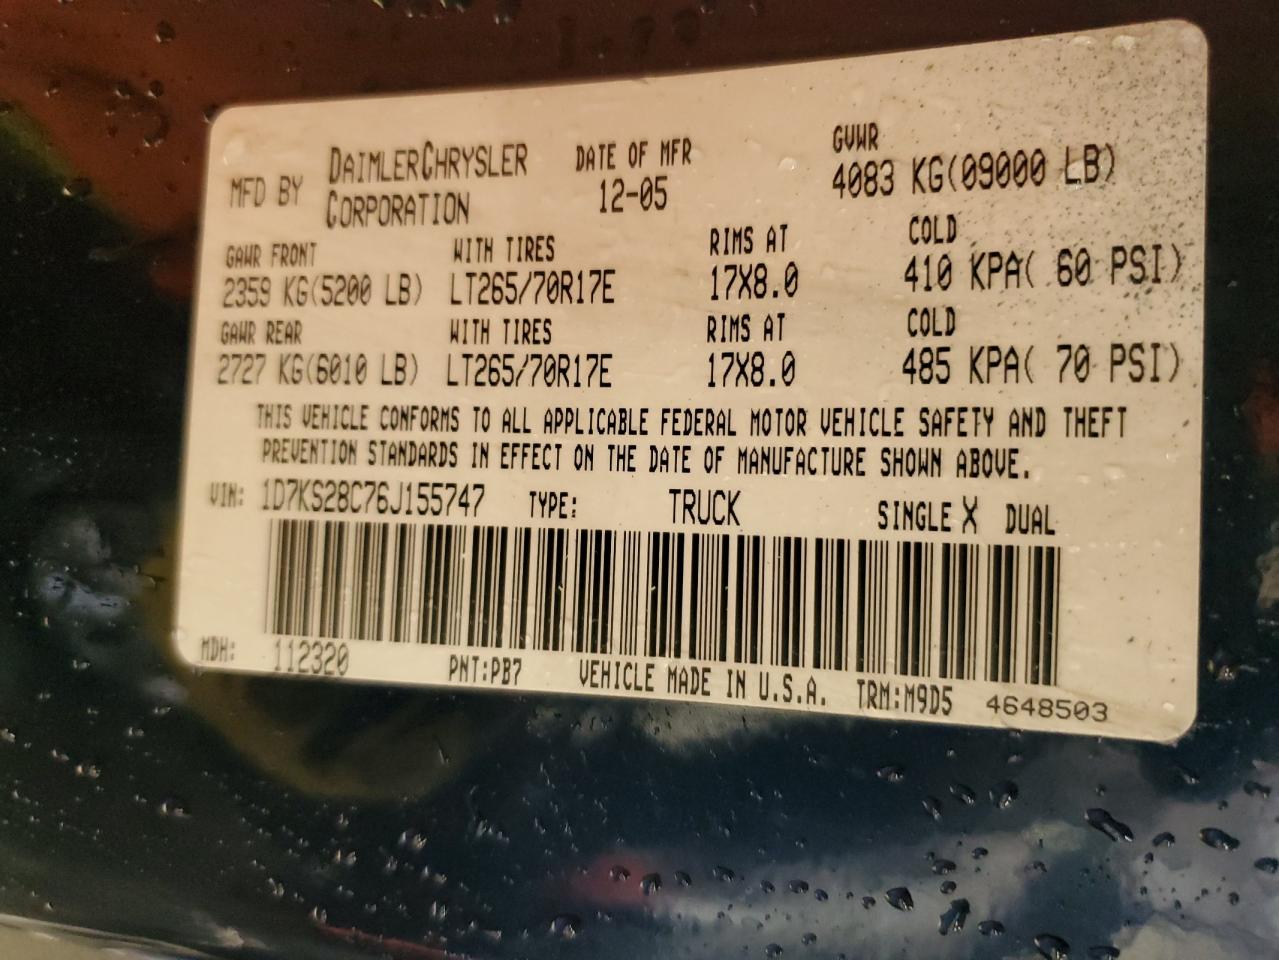 MFD BY DAIMLERCHRYSLER CORPORATION DATE OF MFR 12-05 GVWR 4083 KG(09000 LB)
GAWR FRONT WITH TIRES RIMS AT COLD
2359 KG(5200 LB) LT265/70R17E 17X8.0 410 KPA( 60 PSI)
GAWR REAR WITH TIRES RIMS AT COLD
2727 KG(6010 LB) LT265/70R17E 17X8.0 485 KPA( 70 PSI)
THIS VEHICLE CONFORMS TO ALL APPLICABLE FEDERAL MOTOR VEHICLE SAFETY AND THEFT
PREVENTION STANDARDS IN EFFECT ON THE DATE OF MANUFACTURE SHOWN ABOVE.
VIN: 1D7KS28C76J155747 TYPE: TRUCK SINGLE X DUAL
MDH: 112320 PNT:PB7 VEHICLE MADE IN U.S.A. TRM:M9D5 4648503